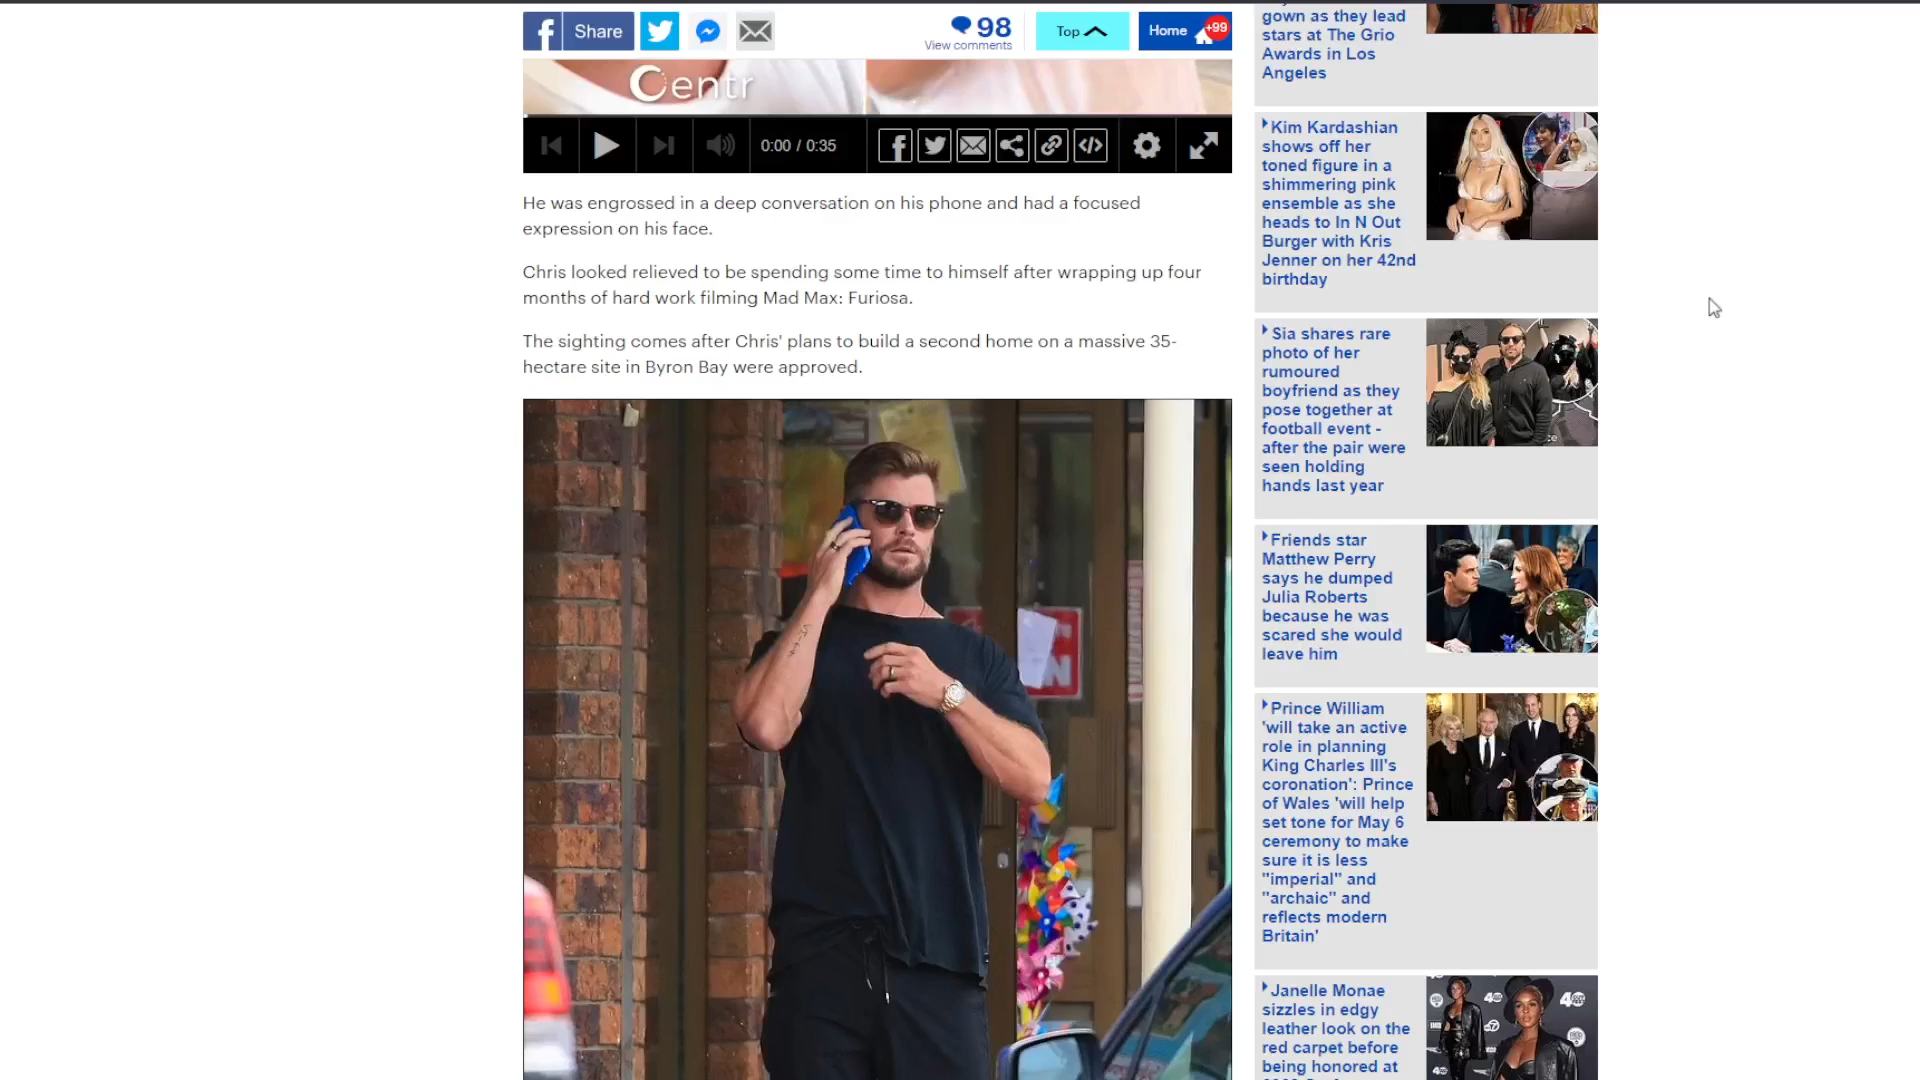 Share
98
View comments
Top
Home
+99
Centr
0:00 / 0:35
He was engrossed in a deep conversation on his phone and had a focused
expression on his face.
Chris looked relieved to be spending some time to himself after wrapping up four
months of hard work filming Mad Max: Furiosa.
The sighting comes after Chris' plans to build a second home on a massive 35-
hectare site in Byron Bay were approved.
gown as they lead
stars at The Grio
Awards in Los
Angeles
Kim Kardashian
shows off her
toned figure in a
shimmering pink
ensemble as she
heads to In N Out
Burger with Kris
Jenner on her 42nd
birthday
Sia shares rare
photo of her
rumoured
boyfriend as they
pose together at
football event -
after the pair were
seen holding
hands last year
Friends star
Matthew Perry
says he dumped
Julia Roberts
because he was
scared she would
leave him
Prince William
'will take an active
role in planning
King Charles III's
coronation': Prince
of Wales 'will help
set tone for May 6
ceremony to make
sure it is less
"imperial" and
"archaic" and
reflects modern
Britain'
Janelle Monae
sizzles in edgy
leather look on the
red carpet before
being honored at